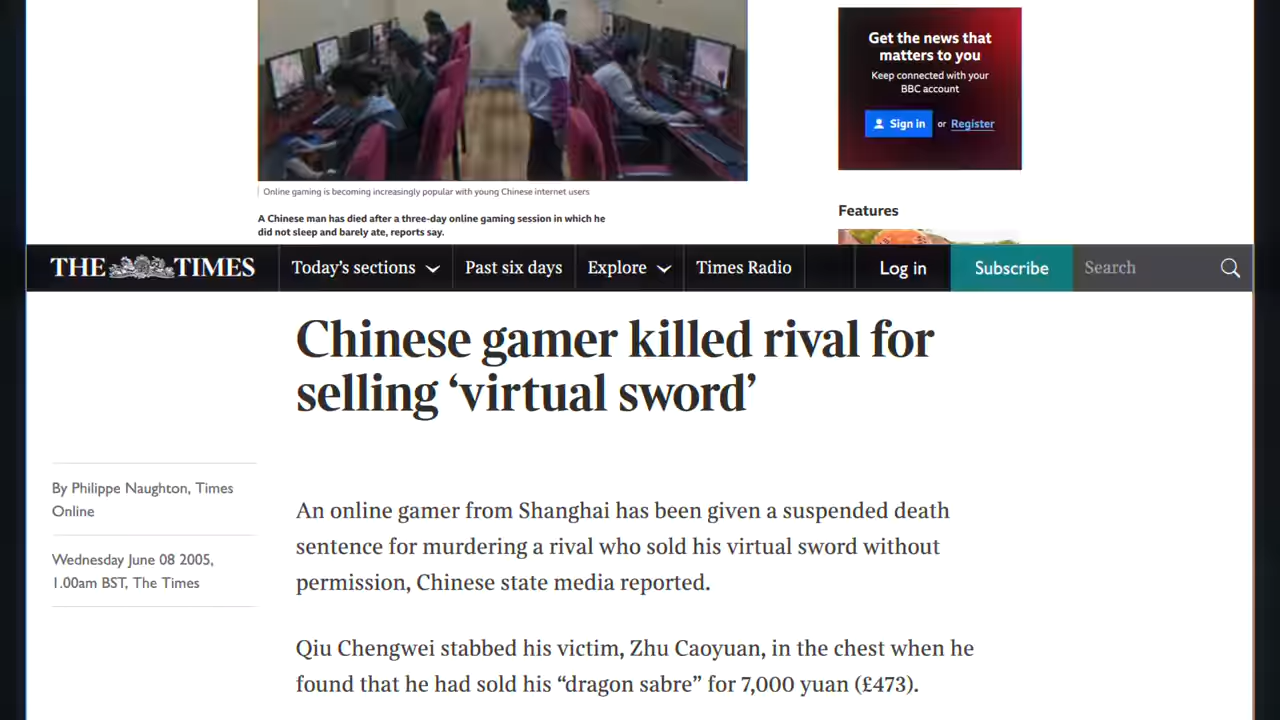 Get the news that
matters to you
Keep connected with your
BBC account
Sign in or Register
Online gaming is becoming increasingly popular with young Chinese internet users
A Chinese man has died after a three-day online gaming session in which he
did not sleep and barely ate, reports say.
Features
THE TIMES Today's sections Past six days Explore Times Radio Log in Subscribe Search
Chinese gamer killed rival for
selling ‘virtual sword’
By Philippe Naughton, Times
Online
Wednesday June 08 2005,
1.00am BST, The Times
An online gamer from Shanghai has been given a suspended death
sentence for murdering a rival who sold his virtual sword without
permission, Chinese state media reported.
Qiu Chengwei stabbed his victim, Zhu Caoyuan, in the chest when he
found that he had sold his “dragon sabre” for 7,000 yuan (£473).